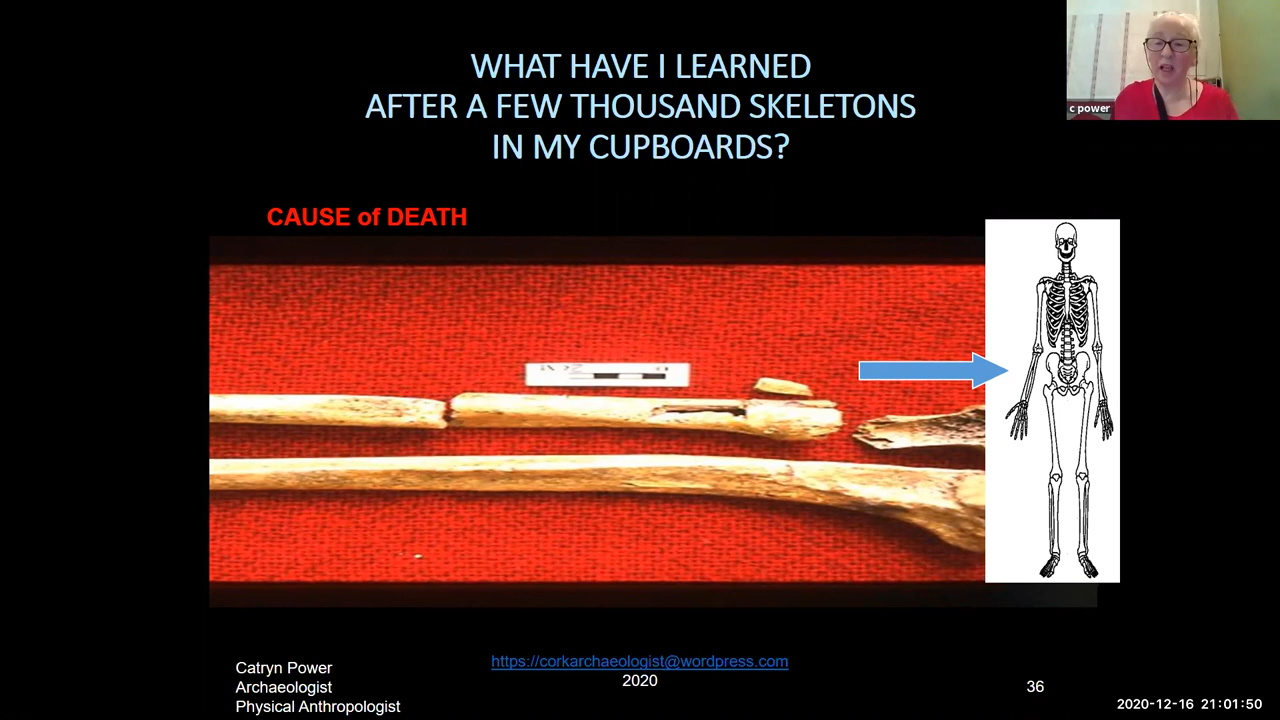 WHAT HAVE I LEARNED
AFTER A FEW THOUSAND SKELETONS
IN MY CUPBOARDS?
c power
CAUSE of DEATH
Catryn Power
Archaeologist
Physical Anthropologist
https://corkarchaeologist@wordpress.com
2020
36
2020-12-16 21:01:50